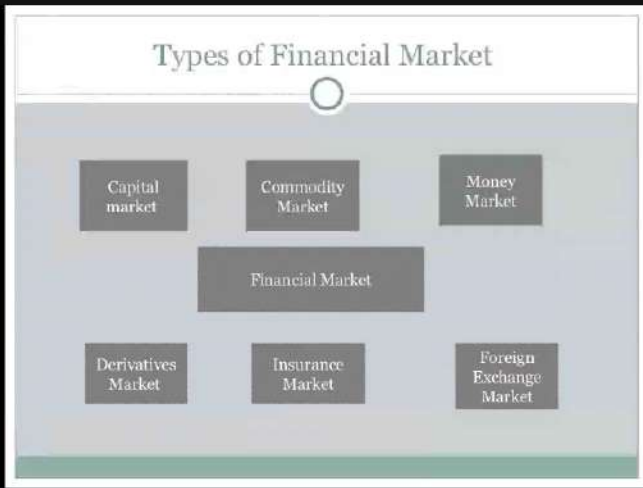 Types of Financial Market
Capital
market
Commodity
Market
Money
Market
Financial Market
Derivatives
Market
Insurance
Market
Foreign
Exchange
Market